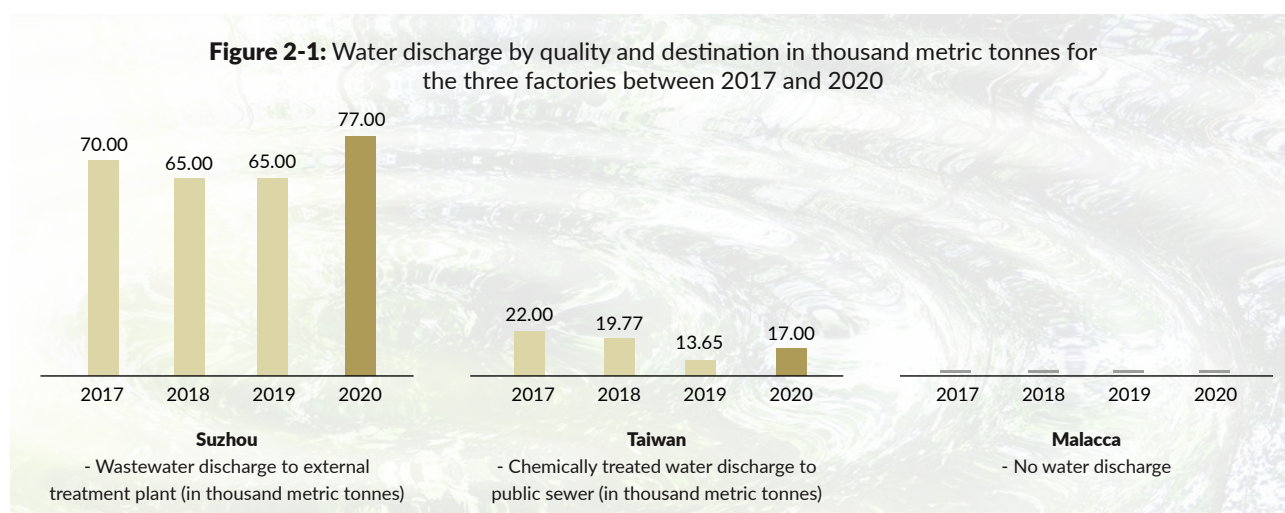 Figure 2-1: Water discharge by quality and destination in thousand metric tonnes for
the three factories between 2017 and 2020
70.00
65.00
65.00
77.00
2017
2018
2019
2020
Suzhou
- Wastewater discharge to external
treatment plant (in thousand metric tonnes)
22.00
19.77
13.65
17.00
2017
2018
2019
2020
Taiwan
- Chemically treated water discharge to
public sewer (in thousand metric tonnes)
2017
2018
2019
2020
Malacca
- No water discharge